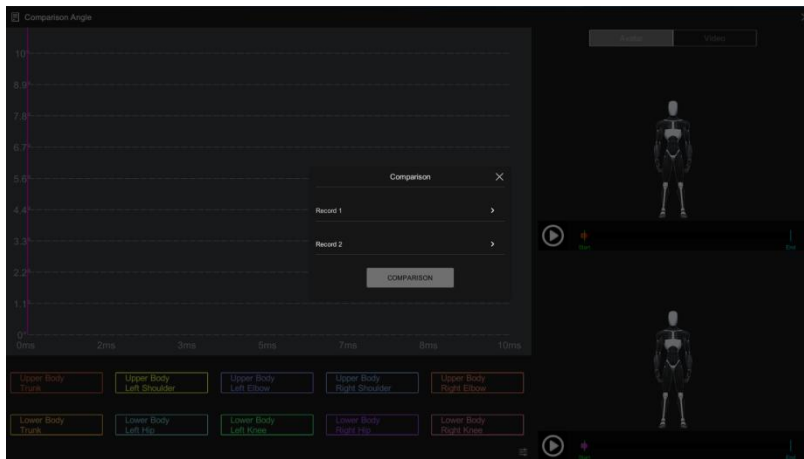 Comparison Angle
Avatar
Video
10°
8.9°
7.8°
6.7°
5.6°
4.4°
3.3°
2.2°
1.1°
0°
0ms
2ms
3ms
5ms
7ms
8ms
10ms
Comparison
Record 1
Record 2
COMPARISON
Start
End
Start
End
Upper Body
Trunk
Upper Body
Left Shoulder
Upper Body
Left Elbow
Upper Body
Right Shoulder
Upper Body
Right Elbow
Lower Body
Trunk
Lower Body
Left Hip
Lower Body
Left Knee
Lower Body
Right Hip
Lower Body
Right Knee